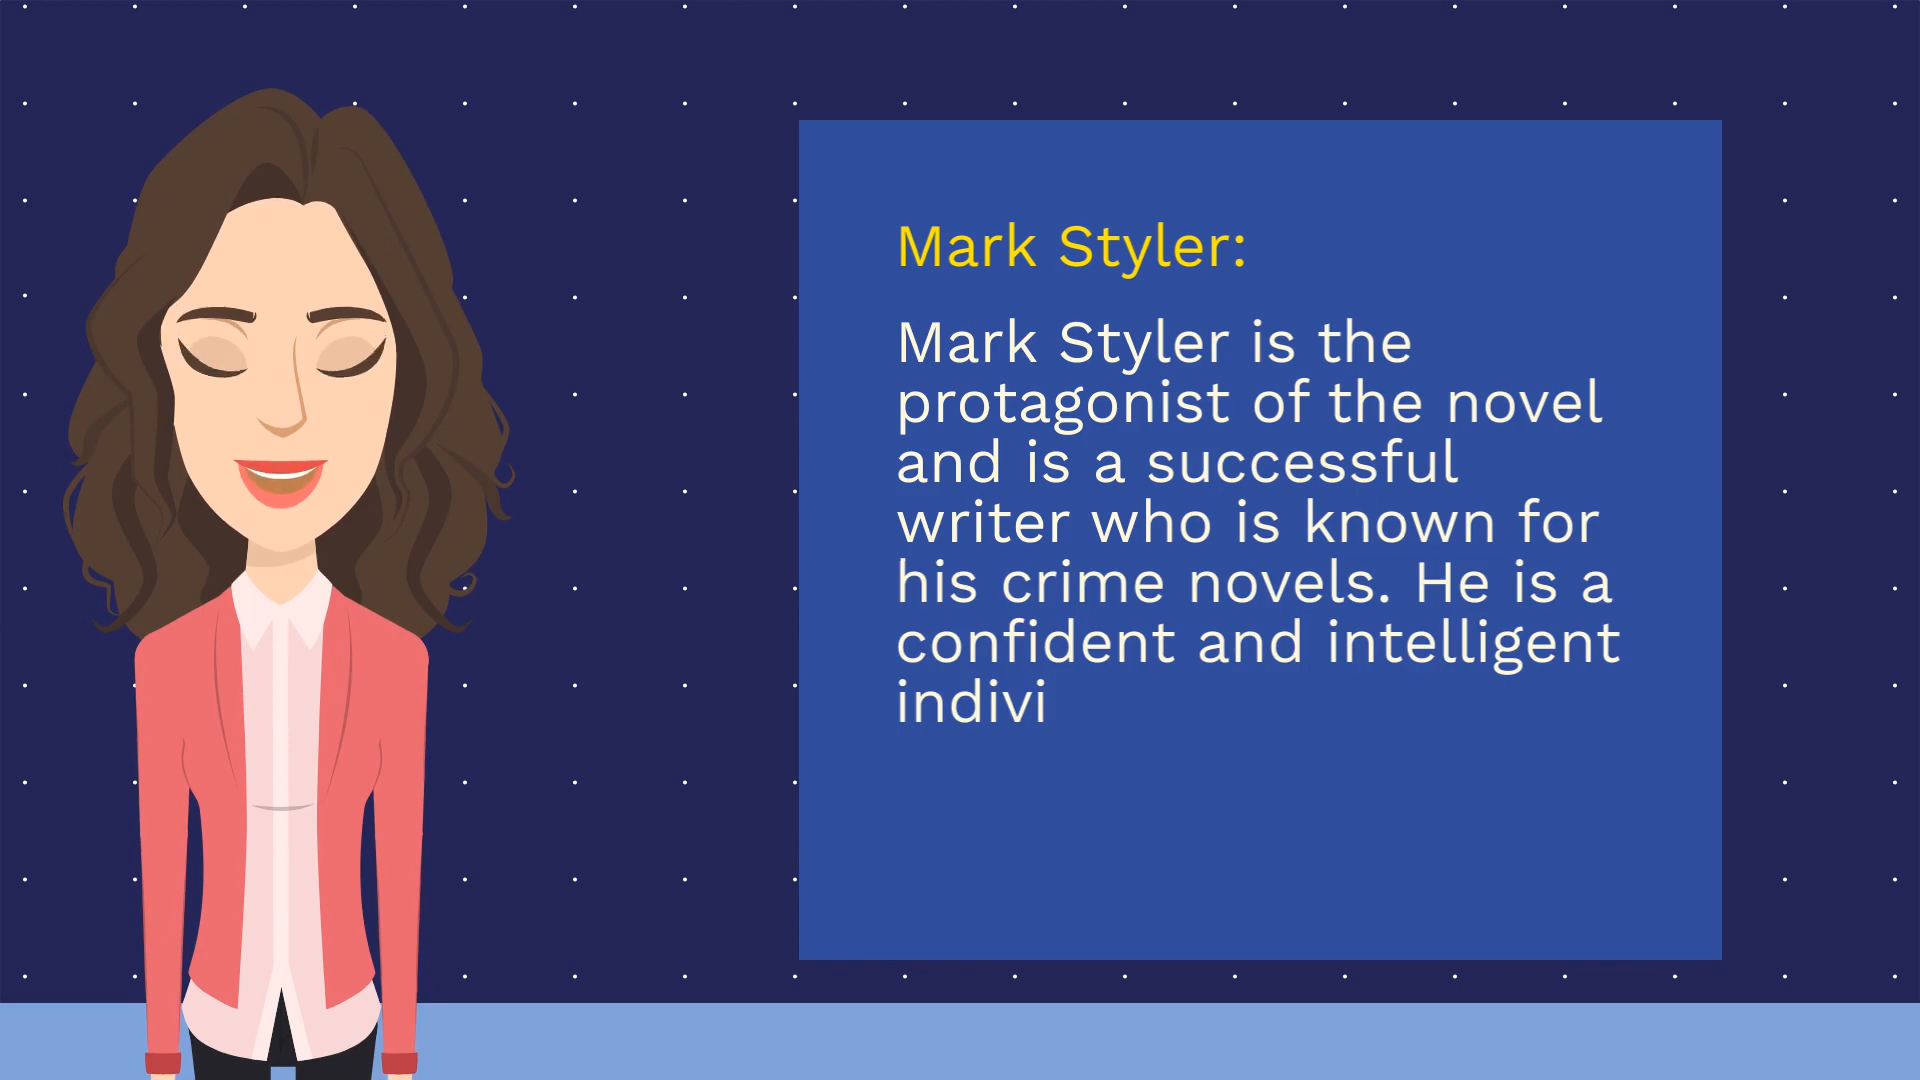 Mark Styler:
Mark Styler is the
protagonist of the novel
and is a successful
writer who is known for
his crime novels. He is a
confident and intelligent
indivi